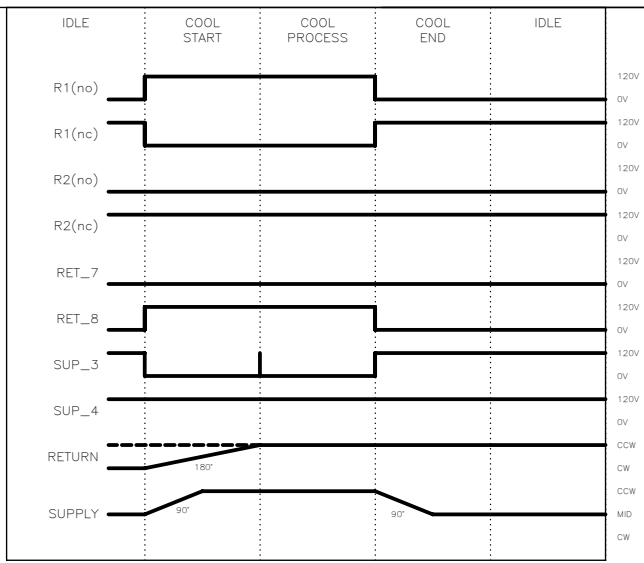 IDLE
COOL
START
COOL
PROCESS
COOL
END
IDLE
R1(no)
120V
0V
R1(nc)
120V
0V
R2(no)
120V
0V
R2(nc)
120V
0V
RET_7
120V
0V
RET_8
120V
0V
SUP_3
120V
0V
SUP_4
120V
0V
RETURN
180°
CCW
CW
SUPPLY
90°
90°
CCW
MID
CW